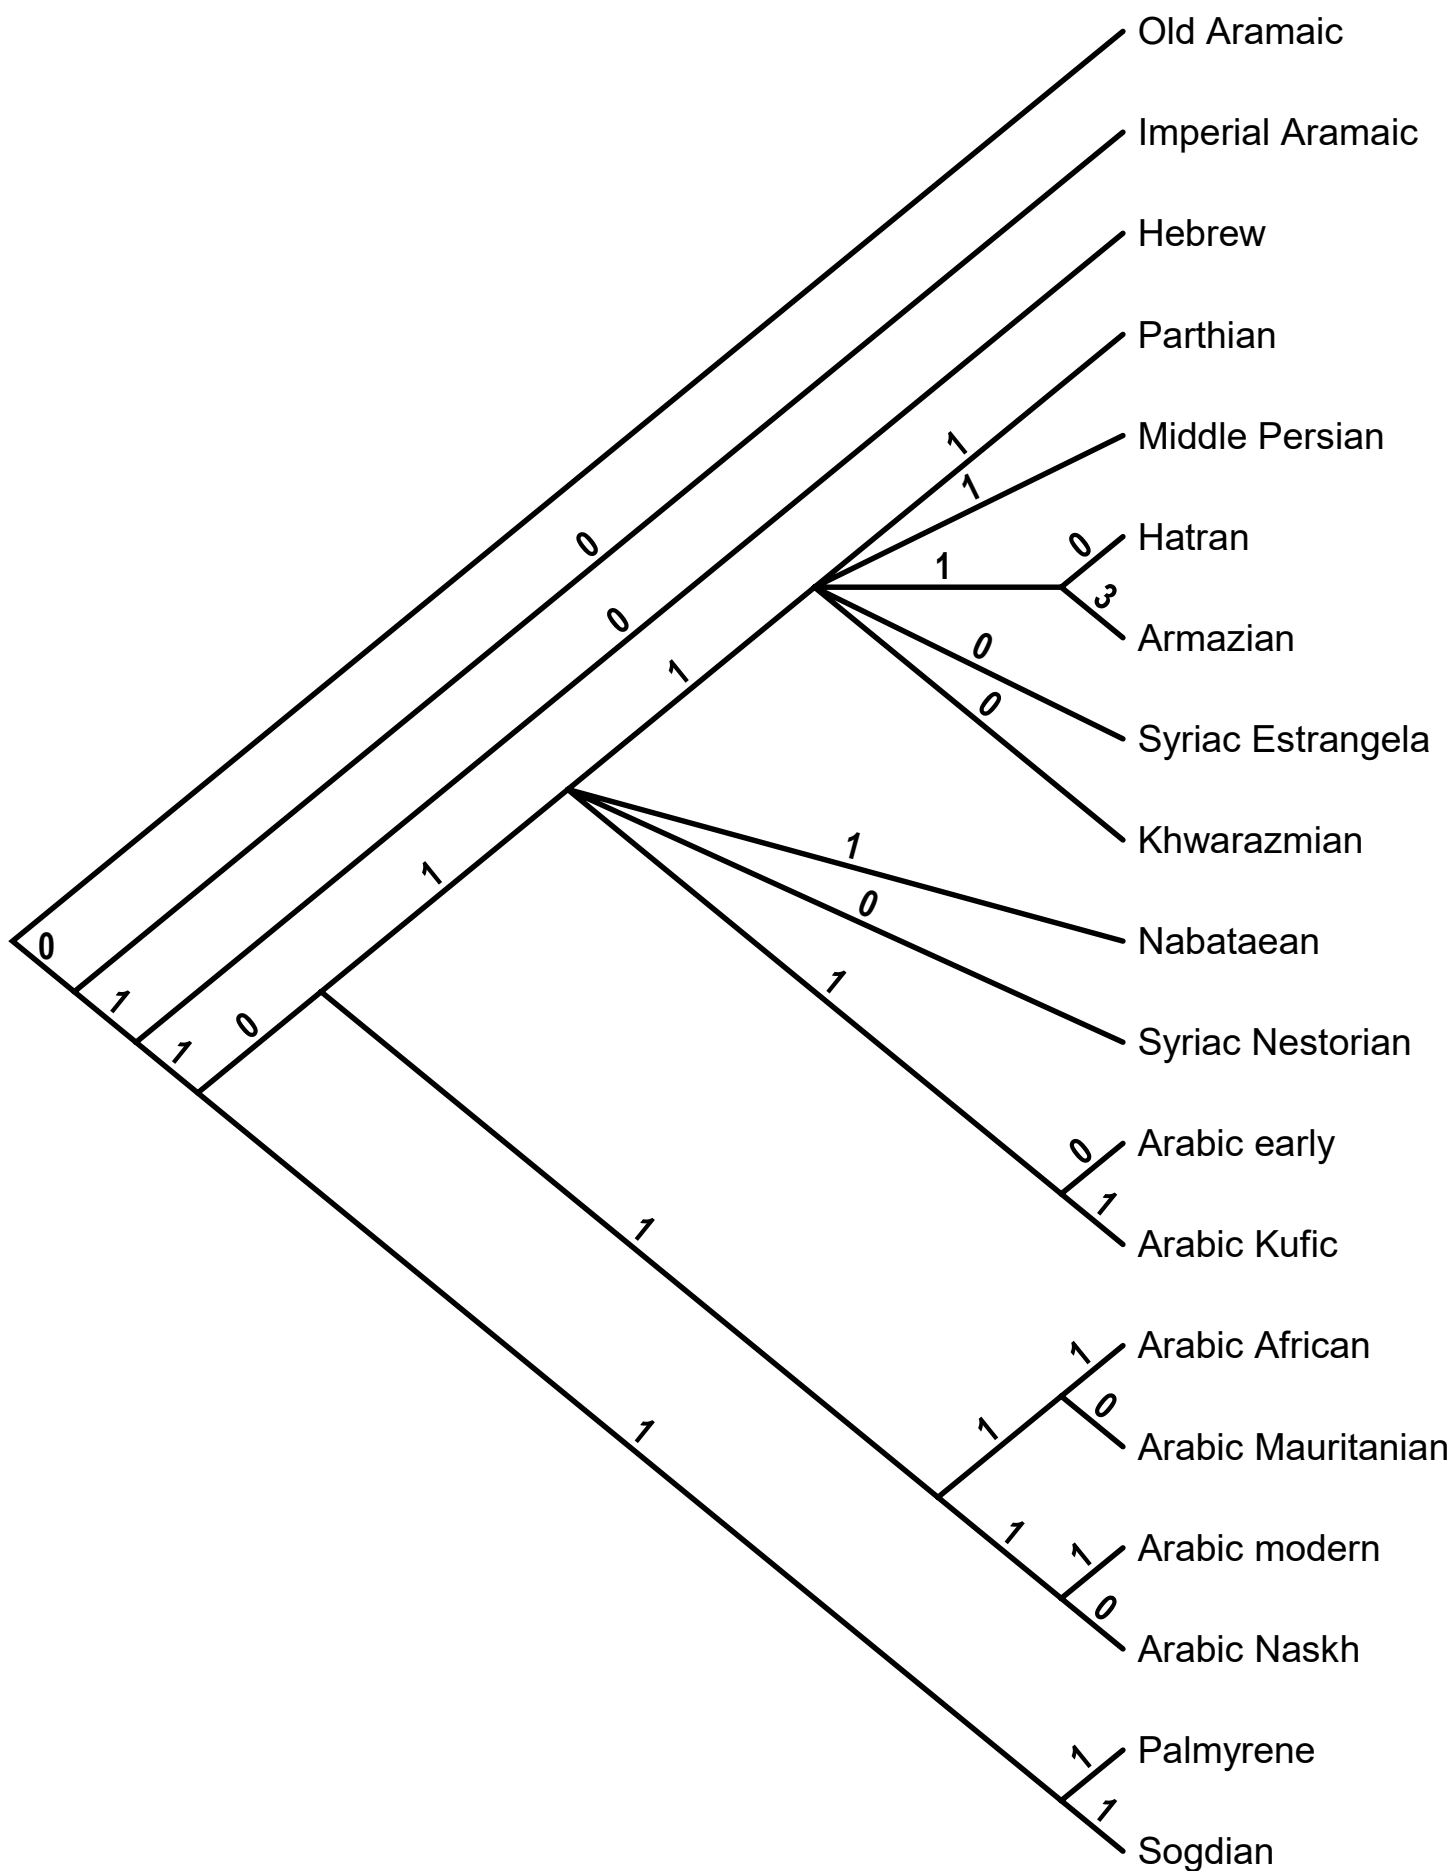 Old Aramaic
Imperial Aramaic
Hebrew
Parthian
1
Middle Persian
1
Hatran
0
1
3
Armazian
0
0
0
Syriac Estrangela
1
0
Khwarazmian
1
1
0
Nabataean
0
1
Syriac Nestorian
1
0
1
Arabic early
0
Arabic Kufic
1
1
Arabic African
1
0
1
Arabic Mauritanian
1
1
Arabic modern
1
0
Arabic Naskh
Palmyrene
1
1
Sogdian